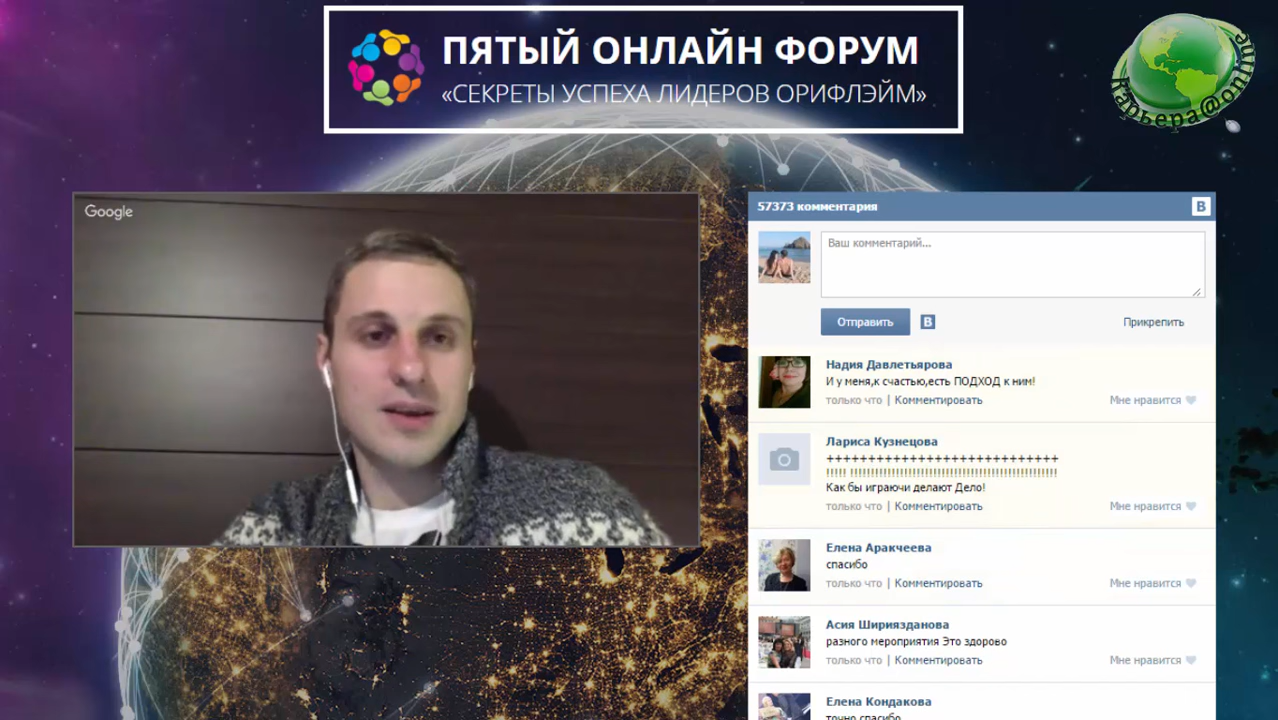 ПЯТЫЙ ОНЛАЙН ФОРУМ
«СЕКРЕТЫ УСПЕХА ЛИДЕРОВ ОРИФЛЭЙМ»
Карьера@online
Google
57373 комментария
B
Ваш комментарий...
Отправить B Прикрепить
Надия Давлетьярова
И у меня,к счастью,есть ПОДХОД к ним!
только что | Комментировать Мне нравится
Лариса Кузнецова
++++++++++++++++++++++++++++
!!!!! !!!!!!!!!!!!!!!!!!!!!!!!!!!!!!!!!!!!!!!!!!!!!!!!!!
Как бы играючи делают Дело!
только что | Комментировать Мне нравится
Елена Аракчеева
спасибо
только что | Комментировать Мне нравится
Асия Шириязданова
разного мероприятия Это здорово
только что | Комментировать Мне нравится
Елена Кондакова
точно спасибо